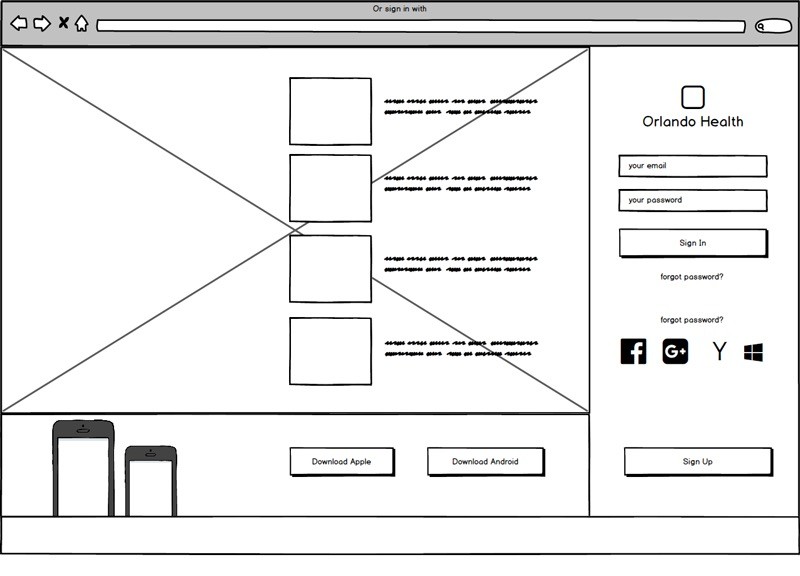 Or sign in with
Orlando Health
your email
your password
Sign In
forgot password?
forgot password?
Download Apple
Download Android
Sign Up